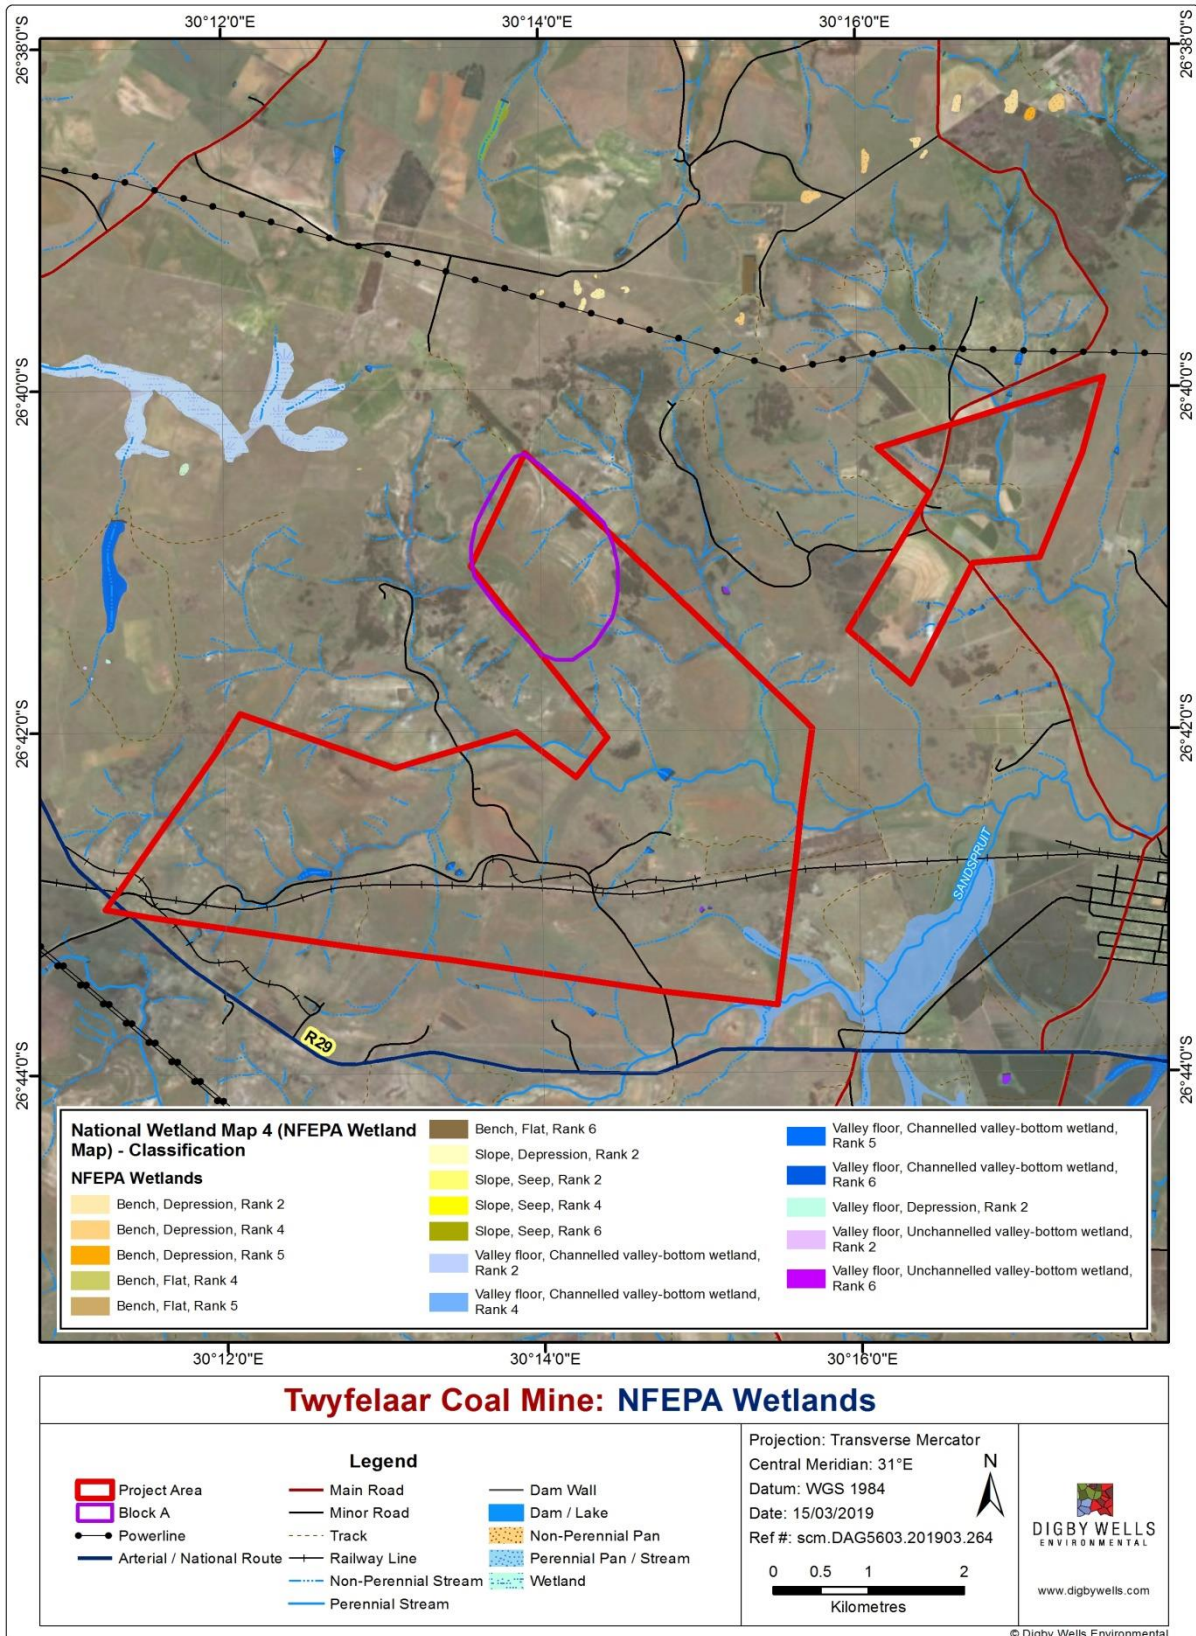 30°12'0"E 30°14'0"E 30°16'0"E
26°38'0"S 26°38'0"S
26°40'0"S 26°40'0"S
26°42'0"S 26°42'0"S
SANDSPRUIT
R29
26°44'0"S 26°44'0"S
National Wetland Map 4 (NFEPA Wetland
Map) - Classification
NFEPA Wetlands
Bench, Depression, Rank 2
Bench, Depression, Rank 4
Bench, Depression, Rank 5
Bench, Flat, Rank 4
Bench, Flat, Rank 5
Bench, Flat, Rank 6
Slope, Depression, Rank 2
Slope, Seep, Rank 2
Slope, Seep, Rank 4
Slope, Seep, Rank 6
Valley floor, Channelled valley-bottom wetland,
Rank 2
Valley floor, Channelled valley-bottom wetland,
Rank 4
Valley floor, Channelled valley-bottom wetland,
Rank 5
Valley floor, Channelled valley-bottom wetland,
Rank 6
Valley floor, Depression, Rank 2
Valley floor, Unchannelled valley-bottom wetland,
Rank 2
Valley floor, Unchannelled valley-bottom wetland,
Rank 6
30°12'0"E 30°14'0"E 30°16'0"E
Twyfelaar Coal Mine: NFEPA Wetlands
Legend
Project Area
Block A
Powerline
Arterial / National Route
Main Road
Minor Road
Track
Railway Line
Non-Perennial Stream
Perennial Stream
Dam Wall
Dam / Lake
Non-Perennial Pan
Perennial Pan / Stream
Wetland
Projection: Transverse Mercator
Central Meridian: 31°E
Datum: WGS 1984
Date: 15/03/2019
Ref #: scm.DAG5603.201903.264
N
0 0.5 1 2
Kilometres
DIGBY WELLS
ENVIRONMENTAL
www.digbywells.com
© Digby Wells Environmental